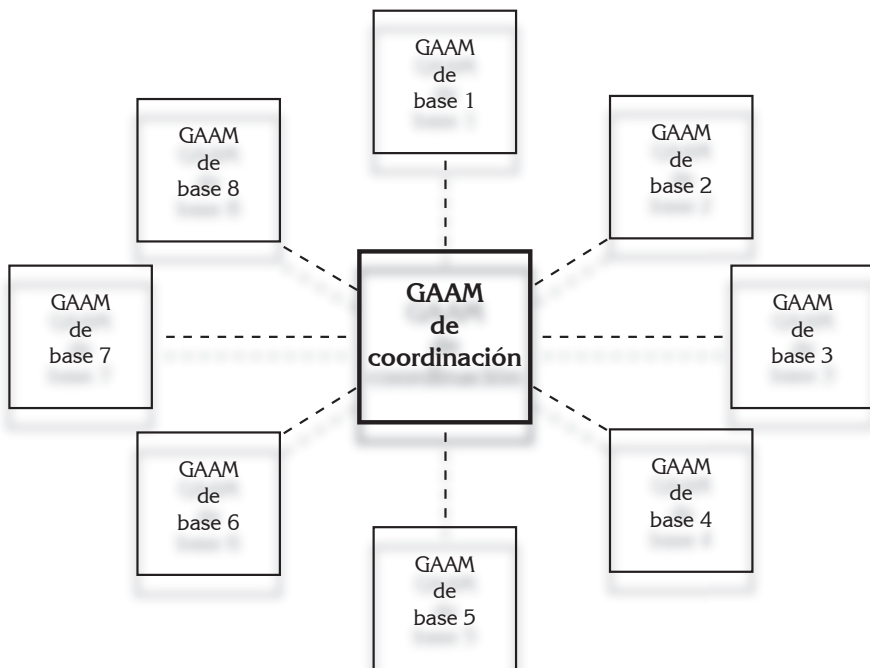 GAAM
de
base 1
GAAM
de
base 8
GAAM
de
base 2
GAAM
de
base 7
GAAM
de
coordinación
GAAM
de
base 3
GAAM
de
base 6
GAAM
de
base 4
GAAM
de
base 5